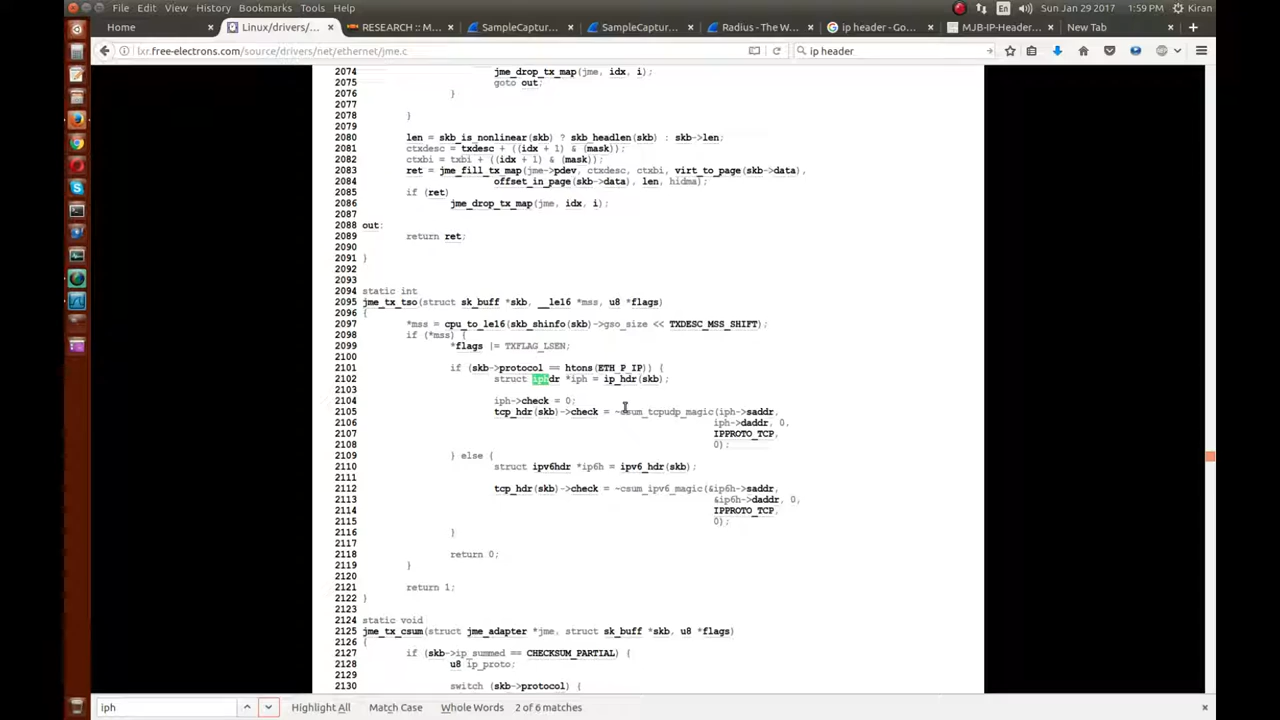 File Edit View History Bookmarks Tools Help
En
Sun Jan 29 2017 1:59 PM Kiran
Home
Linux/drivers/...
RESEARCH :: M...
SampleCaptur...
SampleCaptur...
Radius - The W...
ip header - Go...
MJB-IP-Header...
New Tab
lxr.free-electrons.com/source/drivers/net/ethernet/jme.c
ip header
2074 jme_drop_tx_map(jme, idx, i);
2075 goto out;
2076 }
2077
2078 }
2079
2080 len = skb_is_nonlinear(skb) ? skb_headlen(skb) : skb->len;
2081 ctxdesc = txdesc + ((idx + 1) & (mask));
2082 ctxbi = txbi + ((idx + 1) & (mask));
2083 ret = jme_fill_tx_map(jme->pdev, ctxdesc, ctxbi, virt_to_page(skb->data),
2084 offset_in_page(skb->data), len, hidma);
2085 if (ret)
2086 jme_drop_tx_map(jme, idx, i);
2087
2088 out:
2089 return ret;
2090
2091 }
2092
2093
2094 static int
2095 jme_tx_tso(struct sk_buff *skb, __le16 *mss, u8 *flags)
2096 {
2097 *mss = cpu_to_le16(skb_shinfo(skb)->gso_size << TXDESC_MSS_SHIFT);
2098 if (*mss) {
2099 *flags |= TXFLAG_LSEN;
2100
2101 if (skb->protocol == htons(ETH_P_IP)) {
2102 struct iphdr *iph = ip_hdr(skb);
2103
2104 iph->check = 0;
2105 tcp_hdr(skb)->check = ~csum_tcpudp_magic(iph->saddr,
2106 iph->daddr, 0,
2107 IPPROTO_TCP,
2108 0);
2109 } else {
2110 struct ipv6hdr *ip6h = ipv6_hdr(skb);
2111
2112 tcp_hdr(skb)->check = ~csum_ipv6_magic(&ip6h->saddr,
2113 &ip6h->daddr, 0,
2114 IPPROTO_TCP,
2115 0);
2116 }
2117
2118 return 0;
2119 }
2120
2121 return 1;
2122 }
2123
2124 static void
2125 jme_tx_csum(struct jme_adapter *jme, struct sk_buff *skb, u8 *flags)
2126 {
2127 if (skb->ip_summed == CHECKSUM_PARTIAL) {
2128 u8 ip_proto;
2129
2130 switch (skb->protocol) {
iph
Highlight All
Match Case
Whole Words
2 of 6 matches